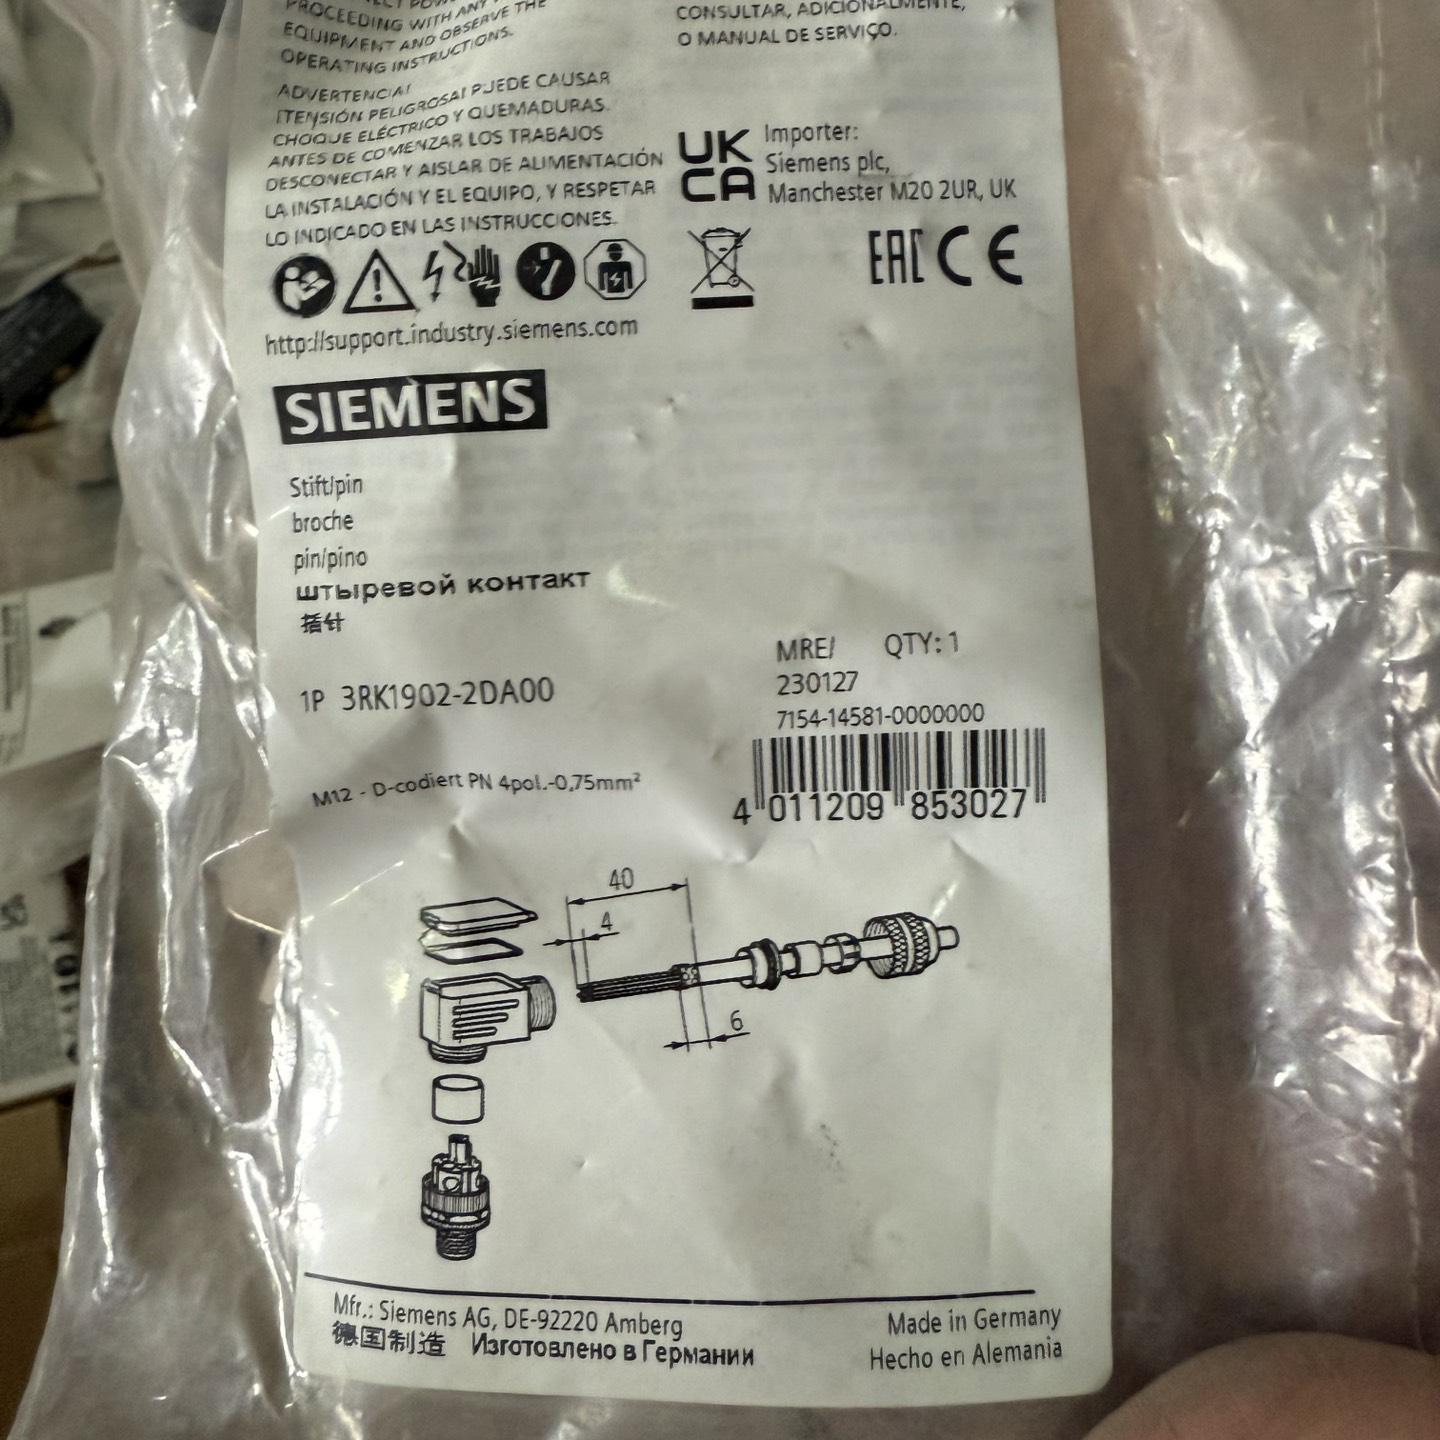 PROCEEDING WITH ANY
EQUIPMENT AND OBSERVE THE
OPERATING INSTRUCTIONS.
ADVERTENCIA!
¡TENSIÓN PELIGROSA! PUEDE CAUSAR
CHOQUE ELÉCTRICO Y QUEMADURAS.
ANTES DE COMENZAR LOS TRABAJOS
DESCONECTAR Y AISLAR DE ALIMENTACIÓN
LA INSTALACIÓN Y EL EQUIPO, Y RESPETAR
LO INDICADO EN LAS INSTRUCCIONES.
CONSULTAR, ADICIONALMENTE,
O MANUAL DE SERVIÇO.
UK
CA
Importer:
Siemens plc,
Manchester M20 2UR, UK
EAC CE
http://support.industry.siemens.com
SIEMENS
Stift/pin
broche
pin/pino
штыревой контакт
插针
1P 3RK1902-2DA00
MRE/ QTY: 1
230127
7154-14581-0000000
4 011209 853027
M12 - D-codiert PN 4pol.-0,75mm²
40
4
6
Mfr.: Siemens AG, DE-92220 Amberg
德国制造 Изготовлено в Германии
Made in Germany
Hecho en Alemania